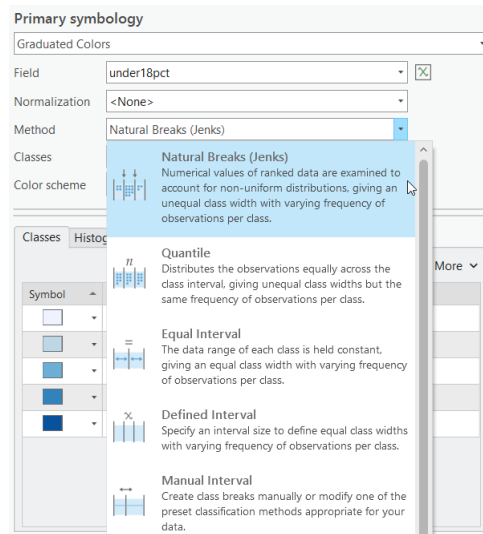 Primary symbology
Graduated Colors
Field under18pct
Normalization <None>
Method Natural Breaks (Jenks)
Classes
Color scheme
Natural Breaks (Jenks)
Numerical values of ranked data are examined to
account for non-uniform distributions, giving an
unequal class width with varying frequency of
observations per class.
Classes Histog
More
Symbol
n
Quantile
Distributes the observations equally across the
class interval, giving unequal class widths but the
same frequency of observations per class.
=
Equal Interval
The data range of each class is held constant,
giving an equal class width with varying frequency
of observations per class.
x
Defined Interval
Specify an interval size to define equal class widths
with varying frequency of observations per class.
Manual Interval
Create class breaks manually or modify one of the
preset classification methods appropriate for your
data.